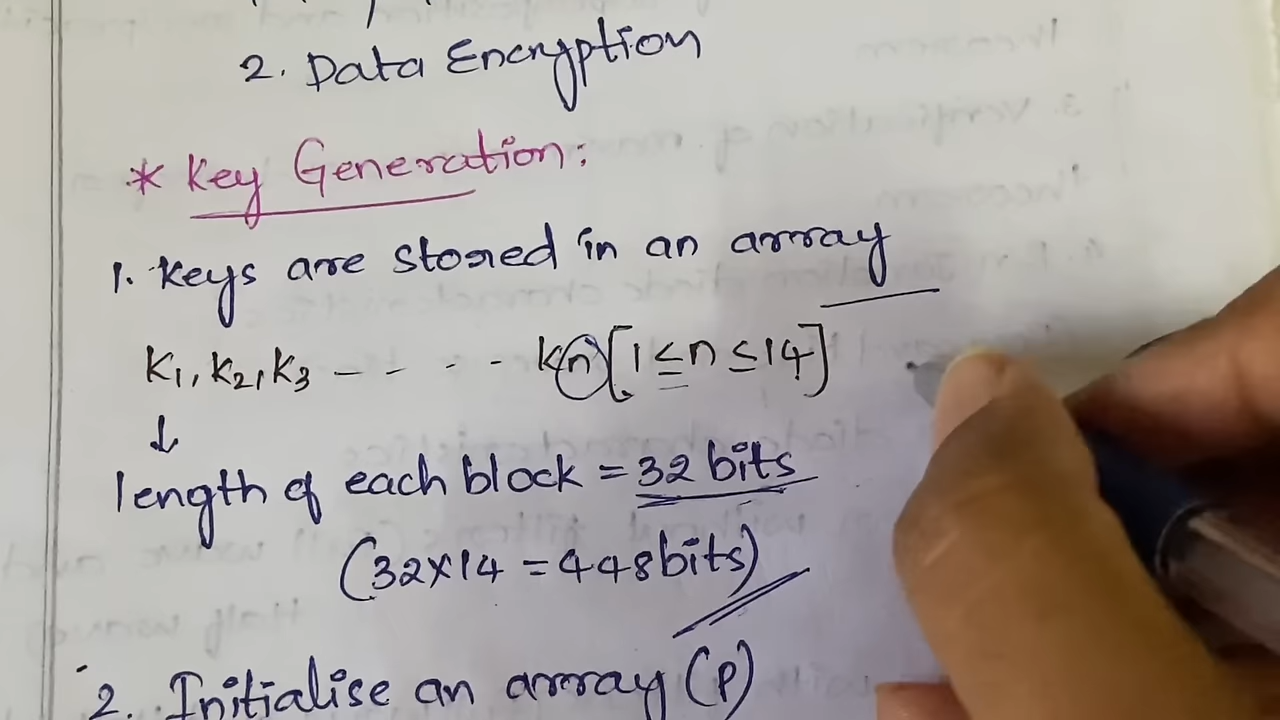 2. Data Encryption
* Key Generation:
1. Keys are stored in an array
K1, K2, K3 - - - - - Kn [1 ≤ n ≤ 14]
↓
length of each block = 32 bits
(32×14 = 448 bits)
2. Initialise an array (P)